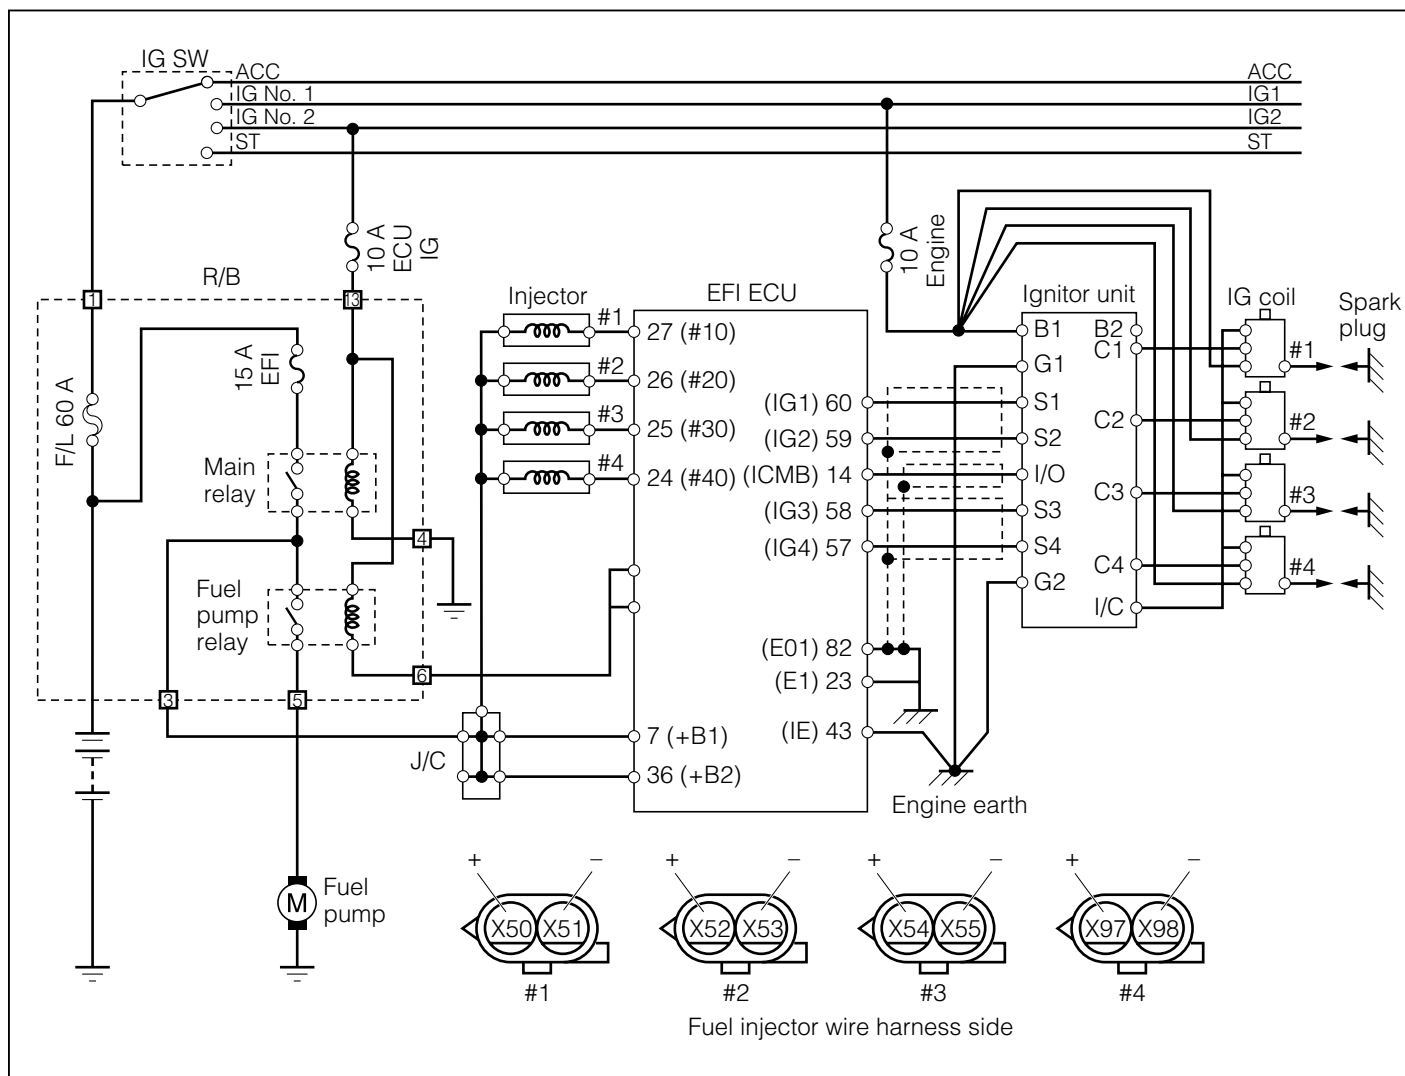 IG SW
ACC
IG No. 1
IG No. 2
ST
ACC
IG1
IG2
ST
10 A
ECU
IG
10 A
Engine
R/B
1
13
F/L 60 A
15 A
EFI
Main
relay
Fuel
pump
relay
4
6
3
5
Injector
#1
#2
#3
#4
EFI ECU
27 (#10)
26 (#20)
25 (#30)
24 (#40)
7 (+B1)
36 (+B2)
(IG1) 60
(IG2) 59
(ICMB) 14
(IG3) 58
(IG4) 57
(E01) 82
(E1) 23
(IE) 43
J/C
Ignitor unit
B1
G1
S1
S2
I/O
S3
S4
G2
B2
C1
C2
C3
C4
I/C
IG coil
#1
#2
#3
#4
Spark
plug
Engine earth
M
Fuel
pump
+ −
X50 X51
#1
+ −
X52 X53
#2
+ −
X54 X55
#3
+ −
X97 X98
#4
Fuel injector wire harness side